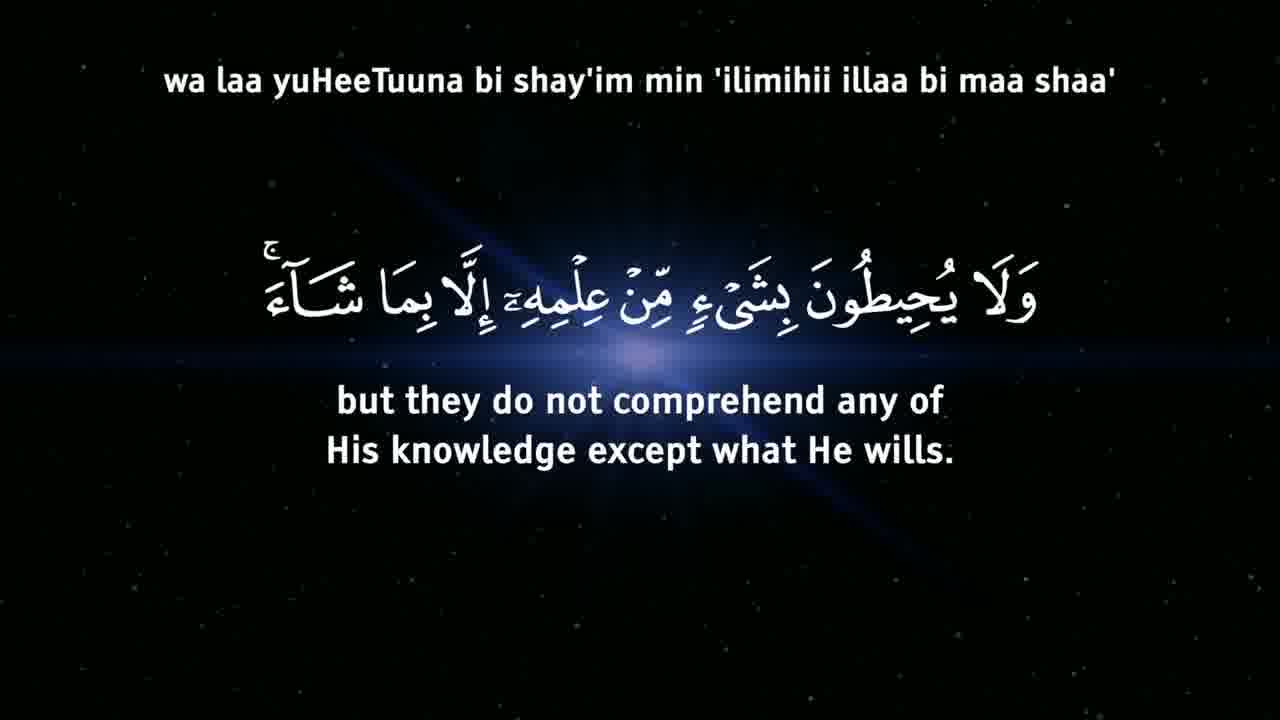 wa laa yuHeeTuuna bi shay'im min 'ilimihii illaa bi maa shaa'
وَلَا يُحِيطُونَ بِشَىۡءٍ مِّنۡ عِلۡمِهِۦٓ إِلَّا بِمَا شَآءَۚ
but they do not comprehend any of
His knowledge except what He wills.